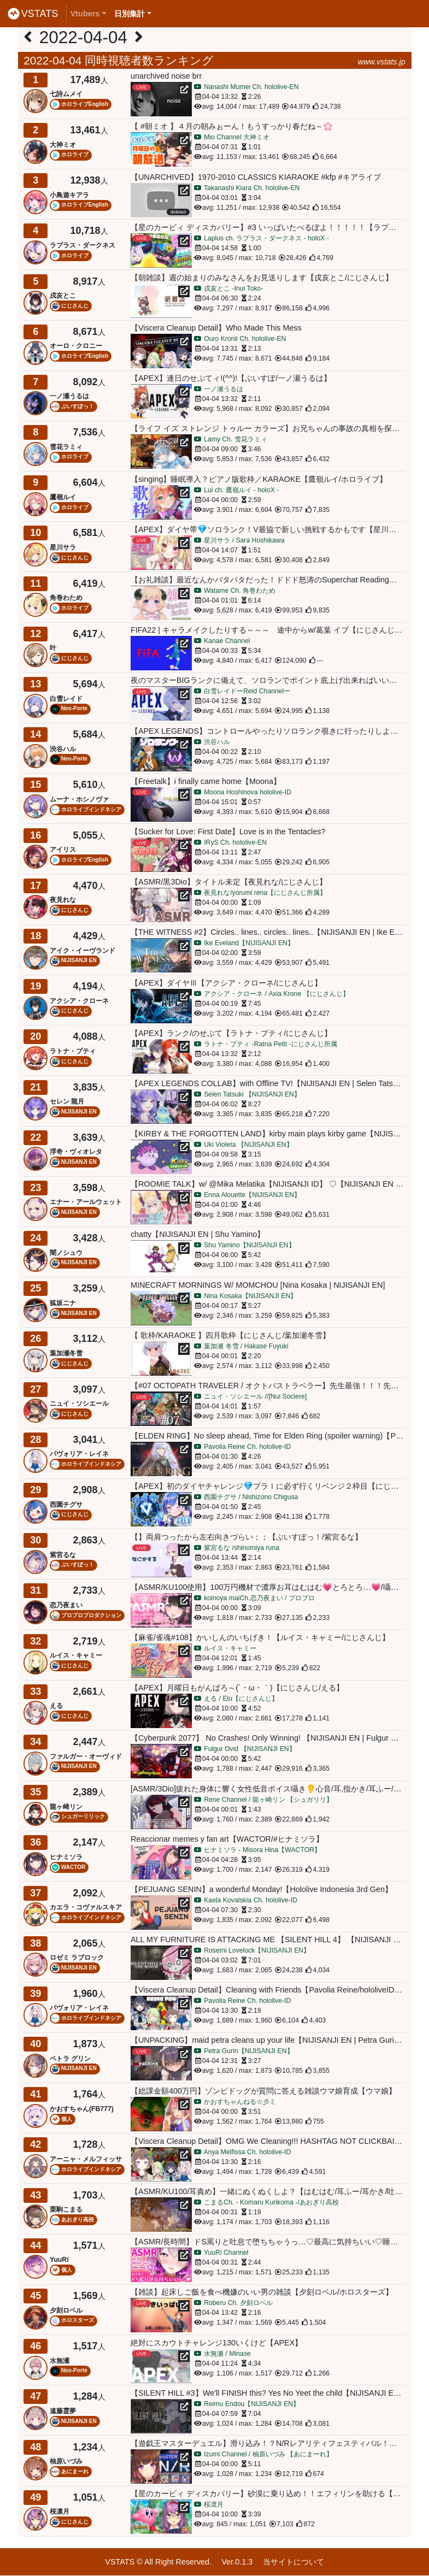 VSTATS Vtubers 日別集計
2022-04-04
2022-04-04 同時視聴者数ランキング www.vstats.jp
1 17,489人
七詩ムメイ
ホロライブEnglish
unarchived noise brr
Nanashi Mumei Ch. hololive-EN
04-04 13:32 2:26
avg: 14,004 / max: 17,489 44,979 24,738
2 13,461人
大神ミオ
ホロライブ
【 #朝ミオ 】４月の朝みぉーん！もうすっかり春だね～🌸
Mio Channel 大神ミオ
04-04 07:31 1:01
avg: 11,153 / max: 13,461 68,245 6,664
3 12,938人
小鳥遊キアラ
ホロライブEnglish
【UNARCHIVED】1970-2010 CLASSICS KIARAOKE #kfp #キアライブ
Takanashi Kiara Ch. hololive-EN
04-04 03:01 3:04
avg: 11,251 / max: 12,938 40,542 16,554
4 10,718人
ラプラス・ダークネス
ホロライブ
Laplus ch. ラプラス・ダークネス - holoX -
04-04 14:58 1:00
avg: 8,045 / max: 10,718 28,426 4,769
5 8,917人
戌亥とこ
にじさんじ
【朝雑談】週の始まりのみなさんをお見送りします【戌亥とこ/にじさんじ】
戌亥とこ -Inui Toko-
04-04 06:30 2:24
avg: 7,297 / max: 8,917 86,158 4,996
6 8,671人
オーロ・クロニー
ホロライブEnglish
【Viscera Cleanup Detail】Who Made This Mess
Ouro Kronii Ch. hololive-EN
04-04 13:31 2:13
avg: 7,745 / max: 8,671 44,848 9,184
7 8,092人
一ノ瀬うるは
ぶいすぽっ！
【APEX】連日のせぷてィ!(^^)!【ぶいすぽ/一ノ瀬うるは】
一ノ瀬うるは
04-04 13:32 2:11
avg: 5,968 / max: 8,092 30,857 2,094
8 7,536人
雪花ラミィ
ホロライブ
【ライフ イズ ストレンジ トゥルー カラーズ】お兄ちゃんの事故の真相を探…
Lamy Ch. 雪花ラミィ
04-04 09:00 3:46
avg: 5,853 / max: 7,536 43,857 6,432
9 6,604人
鷹嶺ルイ
ホロライブ
【singing】睡眠導入？ピアノ版歌枠／KARAOKE【鷹嶺ルイ/ホロライブ】
Lui ch. 鷹嶺ルイ - holoX -
04-04 00:00 2:59
avg: 3,901 / max: 6,604 70,757 7,835
10 6,581人
星川サラ
にじさんじ
【APEX】ダイヤ帯💎ソロランク！V最協で新しい挑戦するかもです【星川…
星川サラ / Sara Hoshikawa
04-04 14:07 1:51
avg: 4,578 / max: 6,581 30,408 2,849
11 6,419人
角巻わため
ホロライブ
【お礼雑談】最近なんかバタバタだった！ドドド怒涛のSuperchat Reading…
Watame Ch. 角巻わため
04-04 01:01 6:14
avg: 5,628 / max: 6,419 99,953 9,835
12 6,417人
叶
にじさんじ
FIFA22 | キャラメイクしたりする～～～　途中からw/葛葉 イブ【にじさんじ…
Kanae Channel
04-04 00:33 5:34
avg: 4,840 / max: 6,417 124,090 ---
13 5,694人
白雪レイド
Neo-Porte
夜のマスターBIGランクに備えて、ソロランでポイント底上げ出来ればいい…
白雪レイドーReid Channelー
04-04 12:56 3:02
avg: 4,651 / max: 5,694 24,995 1,138
14 5,684人
渋谷ハル
Neo-Porte
【APEX LEGENDS】コントロールやったりソロランク覗きに行ったりしよ…
渋谷ハル
04-04 00:22 2:10
avg: 4,725 / max: 5,684 83,173 1,197
15 5,610人
ムーナ・ホシノヴァ
ホロライブインドネシア
【Freetalk】i finally came home【Moona】
Moona Hoshinova hololive-ID
04-04 15:01 0:57
avg: 4,393 / max: 5,610 15,904 8,668
16 5,055人
アイリス
ホロライブEnglish
【Sucker for Love: First Date】Love is in the Tentacles?
IRyS Ch. hololive-EN
04-04 13:11 2:47
avg: 4,334 / max: 5,055 29,242 6,905
17 4,470人
夜見れな
にじさんじ
【ASMR/黒3Dio】タイトル未定【夜見れな/にじさんじ】
夜見れな/yorumi rena【にじさんじ所属】
04-04 00:00 1:09
avg: 3,649 / max: 4,470 51,366 4,289
18 4,429人
アイク・イーヴランド
NIJISANJI EN
【THE WITNESS #2】Circles.. lines.. circles.. lines..【NIJISANJI EN | Ike E…
Ike Eveland【NIJISANJI EN】
04-04 02:00 3:59
avg: 3,559 / max: 4,429 53,907 5,491
19 4,194人
アクシア・クローネ
にじさんじ
【APEX】ダイヤⅢ【アクシア・クローネ/にじさんじ】
アクシア・クローネ / Axia Krone 【にじさんじ】
04-04 00:19 7:45
avg: 3,202 / max: 4,194 65,481 2,427
20 4,088人
ラトナ・プティ
にじさんじ
【APEX】ランク/のせぷて【ラトナ・プティ/にじさんじ】
ラトナ・プティ -Ratna Petit -にじさんじ所属
04-04 13:32 2:12
avg: 3,380 / max: 4,088 16,954 1,400
21 3,835人
セレン 龍月
NIJISANJI EN
【APEX LEGENDS COLLAB】with Offline TV!【NIJISANJI EN | Selen Tats…
Selen Tatsuki 【NIJISANJI EN】
04-04 06:02 8:27
avg: 3,365 / max: 3,835 65,218 7,220
22 3,639人
浮奇・ヴィオレタ
NIJISANJI EN
【KIRBY & THE FORGOTTEN LAND】kirby main plays kirby game【NIJIS…
Uki Violeta 【NIJISANJI EN】
04-04 09:58 3:15
avg: 2,965 / max: 3,639 24,692 4,304
23 3,598人
エナー・アールウェット
NIJISANJI EN
【ROOMIE TALK】w/ @Mika Melatika【NIJISANJI ID】 ♡【NIJISANJI EN …
Enna Alouette【NIJISANJI EN】
04-04 01:00 4:46
avg: 2,908 / max: 3,598 49,062 5,631
24 3,428人
闇ノシュウ
NIJISANJI EN
chatty【NIJISANJI EN | Shu Yamino】
Shu Yamino【NIJISANJI EN】
04-04 06:00 5:42
avg: 3,100 / max: 3,428 51,411 7,590
25 3,259人
狐坂ニナ
NIJISANJI EN
MINECRAFT MORNINGS W/ MOMCHOU [Nina Kosaka | NIJISANJI EN]
Nina Kosaka【NIJISANJI EN】
04-04 00:17 5:27
avg: 2,346 / max: 3,259 59,825 5,383
26 3,112人
葉加瀬冬雪
にじさんじ
【 歌枠/KARAOKE 】四月歌枠【にじさんじ/葉加瀬冬雪】
葉加瀬 冬雪 / Hakase Fuyuki
04-04 00:01 2:20
avg: 2,574 / max: 3,112 33,998 2,450
27 3,097人
ニュイ・ソシエール
にじさんじ
【#07 OCTOPATH TRAVELER / オクトパストラベラー】先生最強！！！先…
ニュイ・ソシエール //[Nui Sociere]
04-04 14:01 1:57
avg: 2,539 / max: 3,097 7,846 682
28 3,041人
パヴォリア・レイネ
ホロライブインドネシア
【ELDEN RING】No sleep ahead, Time for Elden Ring (spoiler warning)【P…
Pavolia Reine Ch. hololive-ID
04-04 01:30 4:26
avg: 2,405 / max: 3,041 43,527 5,951
29 2,908人
西園チグサ
にじさんじ
【APEX】初のダイヤチャレンジ💎プラⅠに必ず行くリベンジ２枠目【にじ…
西園チグサ / Nishizono Chigusa
04-04 01:50 2:45
avg: 2,245 / max: 2,908 41,138 1,778
30 2,863人
紫宮るな
ぶいすぽっ！
【】両肩つったから左右向きづらい；；【ぶいすぽっ！/紫宮るな】
紫宮るな /shinomiya runa
04-04 13:44 2:14
avg: 2,353 / max: 2,863 23,761 1,584
31 2,733人
恋乃夜まい
プロプロプロダクション
【ASMR/KU100使用】100万円機材で濃厚お耳はむはむ💗とろとろ…💗/囁…
koinoya maiCh.恋乃夜まい / プロプロ
04-04 00:00 3:09
avg: 1,818 / max: 2,733 27,135 2,233
32 2,719人
ルイス・キャミー
にじさんじ
【麻雀/雀魂#108】かいしんのいちげき！【ルイス・キャミー/にじさんじ】
ルイス・キャミー
04-04 12:01 1:45
avg: 1,996 / max: 2,719 5,239 822
33 2,661人
える
にじさんじ
【APEX】月曜日もがんばろ～(´・ω・｀)【にじさんじ/える】
える / Elu【にじさんじ】
04-04 10:00 4:52
avg: 2,080 / max: 2,661 17,278 1,141
34 2,447人
ファルガー・オーヴィド
NIJISANJI EN
【Cyberpunk 2077】 No Crashes! Only Winning! 【NIJISANJI EN | Fulgur …
Fulgur Ovid 【NIJISANJI EN】
04-04 00:00 5:42
avg: 1,788 / max: 2,447 29,916 3,365
35 2,389人
龍ヶ崎リン
シュガーリリック
[ASMR/3Dio]疲れた身体に響く女性低音ボイス囁き👂心音/耳,指かき/耳ふー/…
Rene Channel / 龍ヶ崎リン 【シュガリリ】
04-04 00:01 1:43
avg: 1,760 / max: 2,389 22,869 1,942
36 2,147人
ヒナミソラ
WACTOR
Reaccionar memes y fan art【WACTOR/#ヒナミソラ】
ヒナミソラ - Misora Hina【WACTOR】
04-04 04:28 3:05
avg: 1,700 / max: 2,147 26,319 4,319
37 2,092人
カエラ・コヴァルスキア
ホロライブインドネシア
【PEJUANG SENIN】a wonderful Monday!【Hololive Indonesia 3rd Gen】
Kaela Kovalskia Ch. hololive-ID
04-04 07:30 2:30
avg: 1,835 / max: 2,092 22,077 6,498
38 2,065人
ロゼミ ラブロック
NIJISANJI EN
ALL MY FURNITURE IS ATTACKING ME 【SILENT HILL 4】 【NIJISANJI …
Rosemi Lovelock【NIJISANJI EN】
04-04 03:02 7:01
avg: 1,683 / max: 2,065 24,238 4,034
39 1,960人
パヴォリア・レイネ
ホロライブインドネシア
【Viscera Cleanup Detail】Cleaning with Friends【Pavolia Reine/hololiveID…
Pavolia Reine Ch. hololive-ID
04-04 13:30 2:19
avg: 1,689 / max: 1,960 6,104 4,403
40 1,873人
ペトラ グリン
NIJISANJI EN
【UNPACKING】maid petra cleans up your life【NIJISANJI EN | Petra Guri…
Petra Gurin【NIJISANJI EN】
04-04 12:31 3:27
avg: 1,620 / max: 1,873 10,785 3,855
41 1,764人
かおすちゃん(FB777)
個人
【総課金額400万円】ゾンビドッグが質問に答える雑談ウマ娘育成【ウマ娘】
かおすちゃんねる☆彡ミ
04-04 00:00 3:51
avg: 1,562 / max: 1,764 13,980 755
42 1,728人
アーニャ・メルフィッサ
ホロライブインドネシア
【Viscera Cleanup Detail】OMG We Cleaning!!! HASHTAG NOT CLICKBAI…
Anya Melfissa Ch. hololive-ID
04-04 13:30 2:16
avg: 1,494 / max: 1,728 6,439 4,591
43 1,703人
栗駒こまる
あおぎり高校
【ASMR/KU100/耳責め】一緒にぬくぬくしよ？【はむはむ/耳ふー/耳かき/吐…
こまるCh. - Komaru Kurikoma -/あおぎり高校
04-04 00:31 1:19
avg: 1,174 / max: 1,703 18,393 1,116
44 1,571人
YuuRi
個人
【ASMR/長時間】ドS罵りと吐息で堕ちちゃうっ…♡最高に気持ちいい♡睡…
YuuRi Channel
04-04 00:31 2:44
avg: 1,215 / max: 1,571 25,233 1,135
45 1,569人
夕刻ロベル
ホロスターズ
【雑談】起床しご飯を食べ機嫌のいい男の雑談【夕刻ロベル/ホロスターズ】
Roberu Ch. 夕刻ロベル
04-04 13:42 2:16
avg: 1,347 / max: 1,569 5,445 1,504
46 1,517人
水無瀬
Neo-Porte
絶対にスカウトチャレンジ130いくけど【APEX】
水無瀬 / Minase
04-04 11:24 4:34
avg: 1,106 / max: 1,517 29,712 1,266
47 1,284人
遠藤霊夢
NIJISANJI EN
【SILENT HILL #3】We'll FINISH this? Yes No Yeet the child【NIJISANJI E…
Reimu Endou【NIJISANJI EN】
04-04 07:59 7:04
avg: 1,024 / max: 1,284 14,708 3,081
48 1,234人
柚原いづみ
あにまーれ
【遊戯王マスターデュエル】滑り込み！？N/Rレアリティフェスティバル！…
Izumi Channel / 柚原いづみ 【あにまーれ】
04-04 00:00 5:11
avg: 1,028 / max: 1,234 12,719 674
49 1,051人
桜凛月
にじさんじ
【星のカービィ ディスカバリー】砂漠に乗り込め！！エフィリンを助ける【…
桜凛月
04-04 10:00 3:39
avg: 845 / max: 1,051 7,103 872
VSTATS © All Right Reserved. Ver.0.1.3 当サイトについて